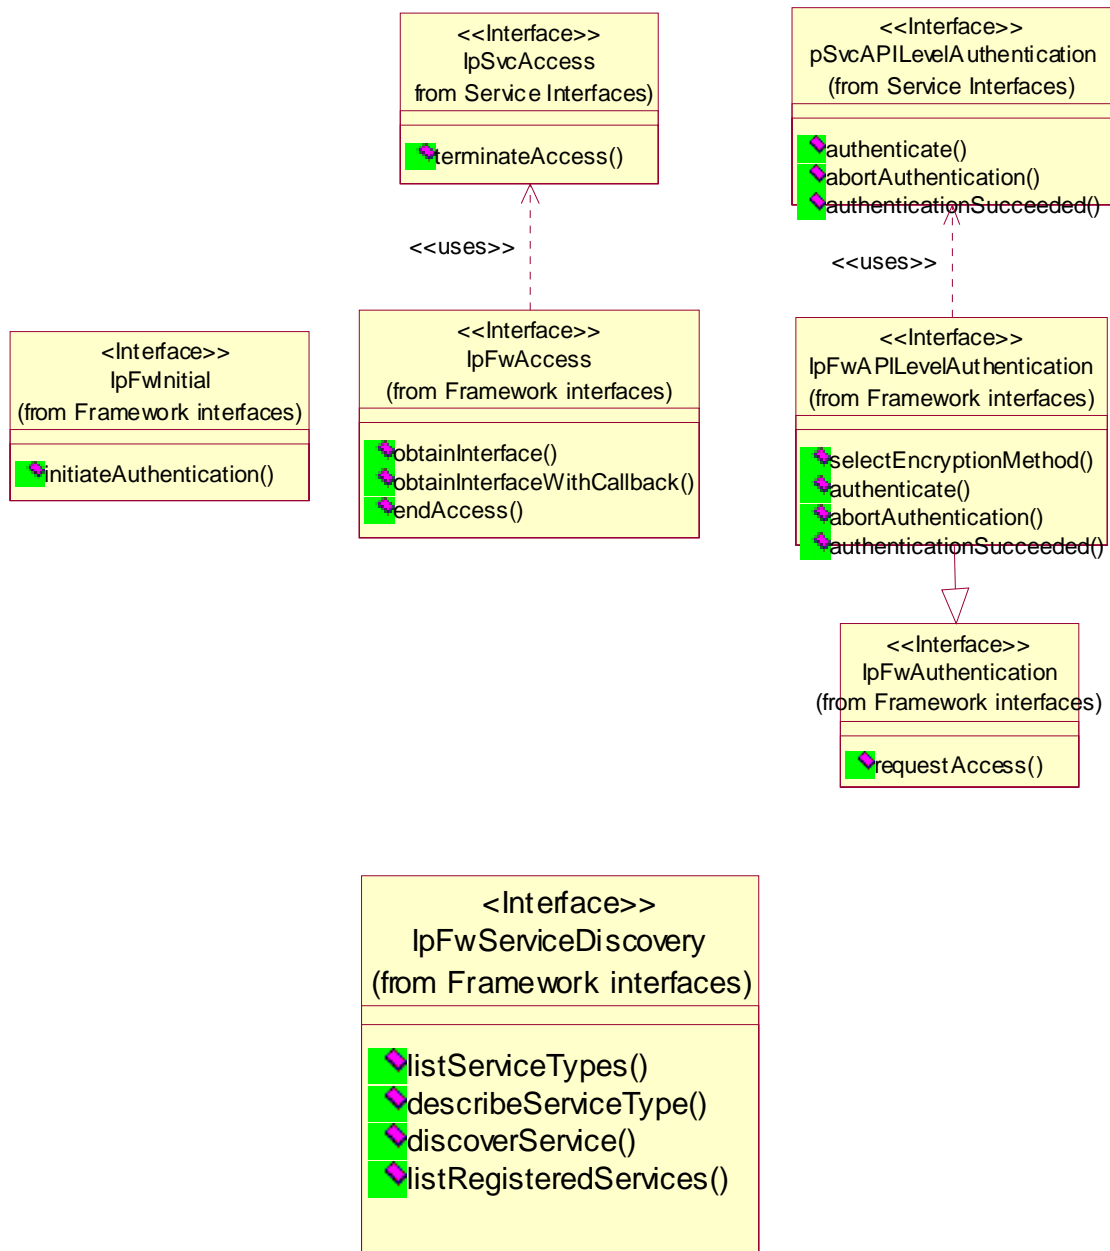 <<Interface>>
IpSvcAccess
from Service Interfaces)
terminateAccess()
<<Interface>>
pSvcAPILevelAuthentication
(from Service Interfaces)
authenticate()
abortAuthentication()
authenticationSucceeded()
<<uses>>
<<uses>>
<Interface>>
IpFwInitial
(from Framework interfaces)
initiateAuthentication()
<<Interface>>
IpFwAccess
(from Framework interfaces)
obtainInterface()
obtainInterfaceWithCallback()
endAccess()
<<Interface>>
IpFwAPILevelAuthentication
(from Framework interfaces)
selectEncryptionMethod()
authenticate()
abortAuthentication()
authenticationSucceeded()
<<Interface>>
IpFwAuthentication
(from Framework interfaces)
requestAccess()
<Interface>>
IpFwServiceDiscovery
(from Framework interfaces)
listServiceTypes()
describeServiceType()
discoverService()
listRegisteredServices()